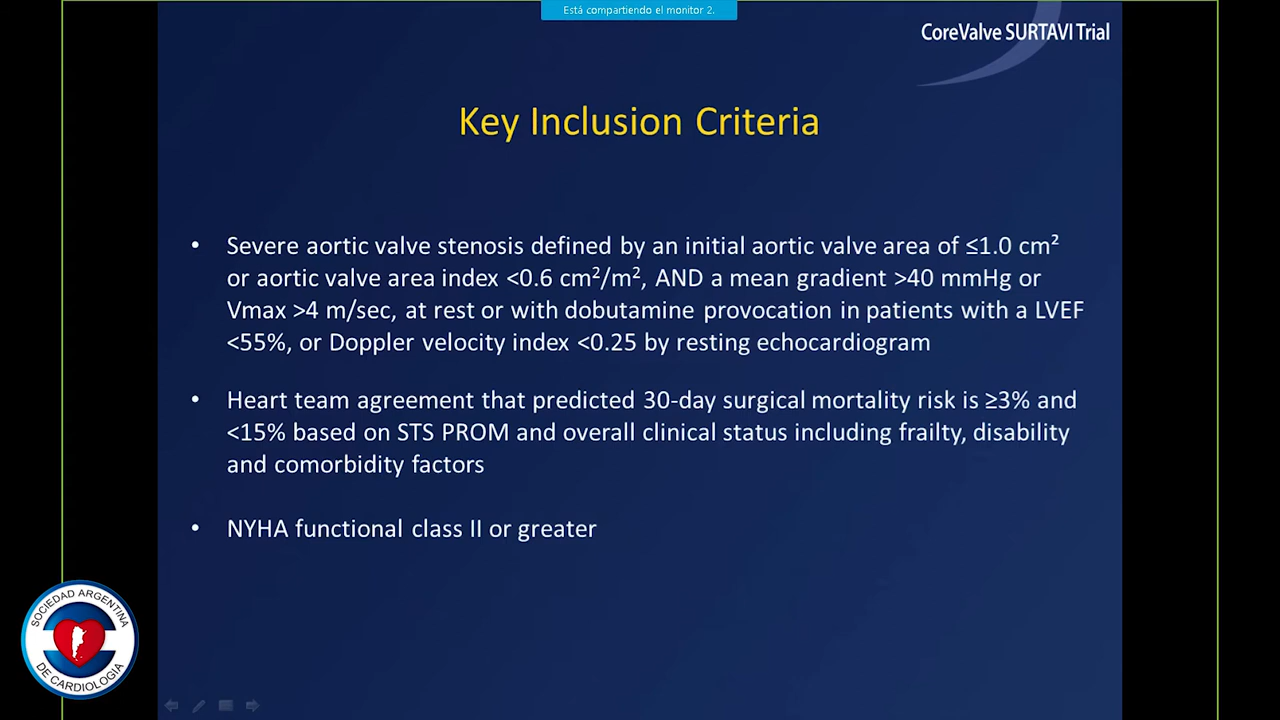 Está compartiendo el monitor 2.
CoreValve SURTAVI Trial
Key Inclusion Criteria
• Severe aortic valve stenosis defined by an initial aortic valve area of ≤1.0 cm²
or aortic valve area index <0.6 cm²/m², AND a mean gradient >40 mmHg or
Vmax >4 m/sec, at rest or with dobutamine provocation in patients with a LVEF
<55%, or Doppler velocity index <0.25 by resting echocardiogram
• Heart team agreement that predicted 30-day surgical mortality risk is ≥3% and
<15% based on STS PROM and overall clinical status including frailty, disability
and comorbidity factors
• NYHA functional class II or greater
SOCIEDAD ARGENTINA
DE CARDIOLOGÍA